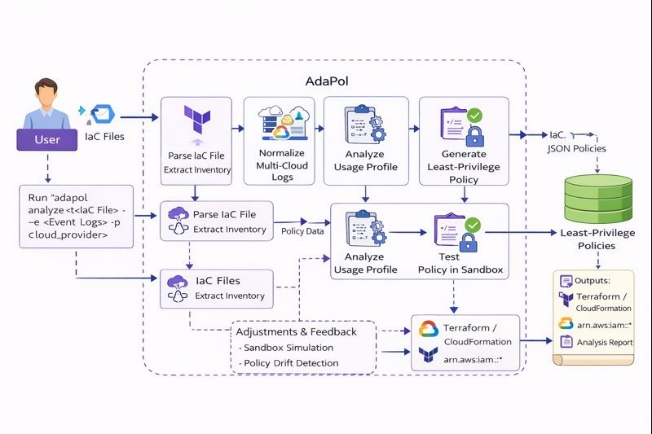 AdaPol
User
IaC Files
Parse IaC File
Extract Inventory
Normalize
Multi-Cloud
Logs
Analyze
Usage Profile
Generate
Least-Privilege
Policy
IaC.
JSON Policies
Run "adapol
analyze <t<IaC File> -
–e <Event Logs> -p
cloud_provider>
Parse IaC File
Extract Inventory
Policy Data
Analyze
Usage Profile
Test
Policy in Sandbox
Least-Privilege
Policies
IaC Files
Extract Inventory
Adjustments & Feedback
- Sandbox Simulation
- Policy Drift Detection
Terraform /
CloudFormation
arn.aws:iam::*
Outputs:
Terraform /
CloudFormation
arn.aws:iam::*
Analysis Report